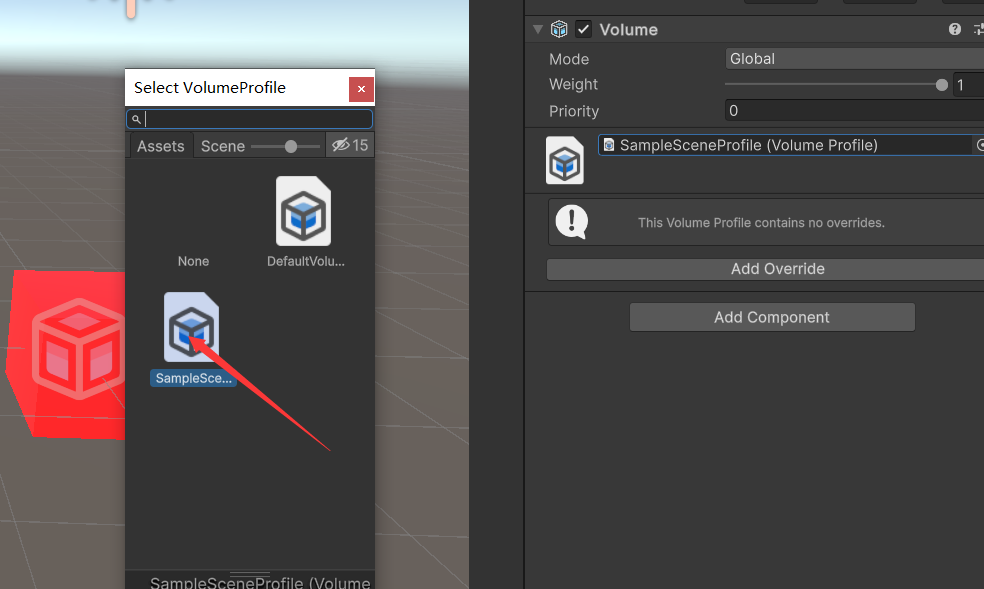 Select VolumeProfile
Assets
Scene
15
None
DefaultVolu...
SampleSce...
SampleSceneProfile (Volume
Volume
Mode
Global
Weight
1
Priority
0
SampleSceneProfile (Volume Profile)
This Volume Profile contains no overrides.
Add Override
Add Component